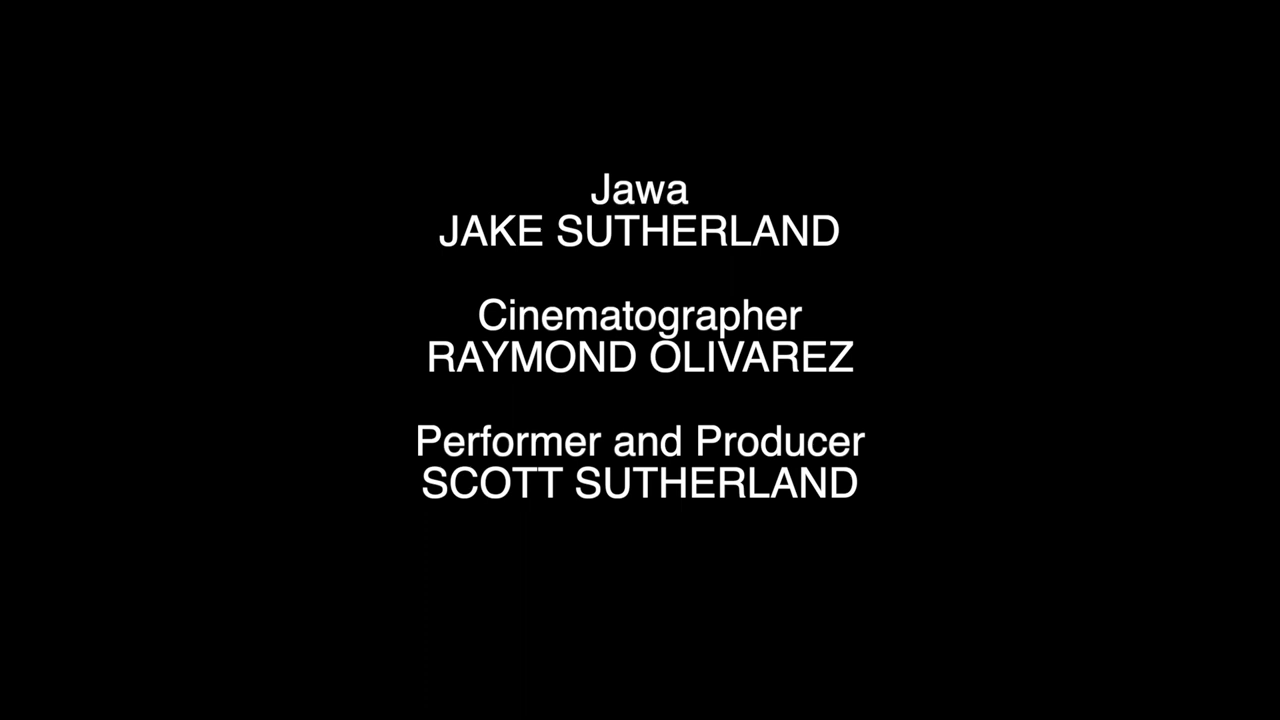 Jawa
JAKE SUTHERLAND
Cinematographer
RAYMOND OLIVAREZ
Performer and Producer
SCOTT SUTHERLAND